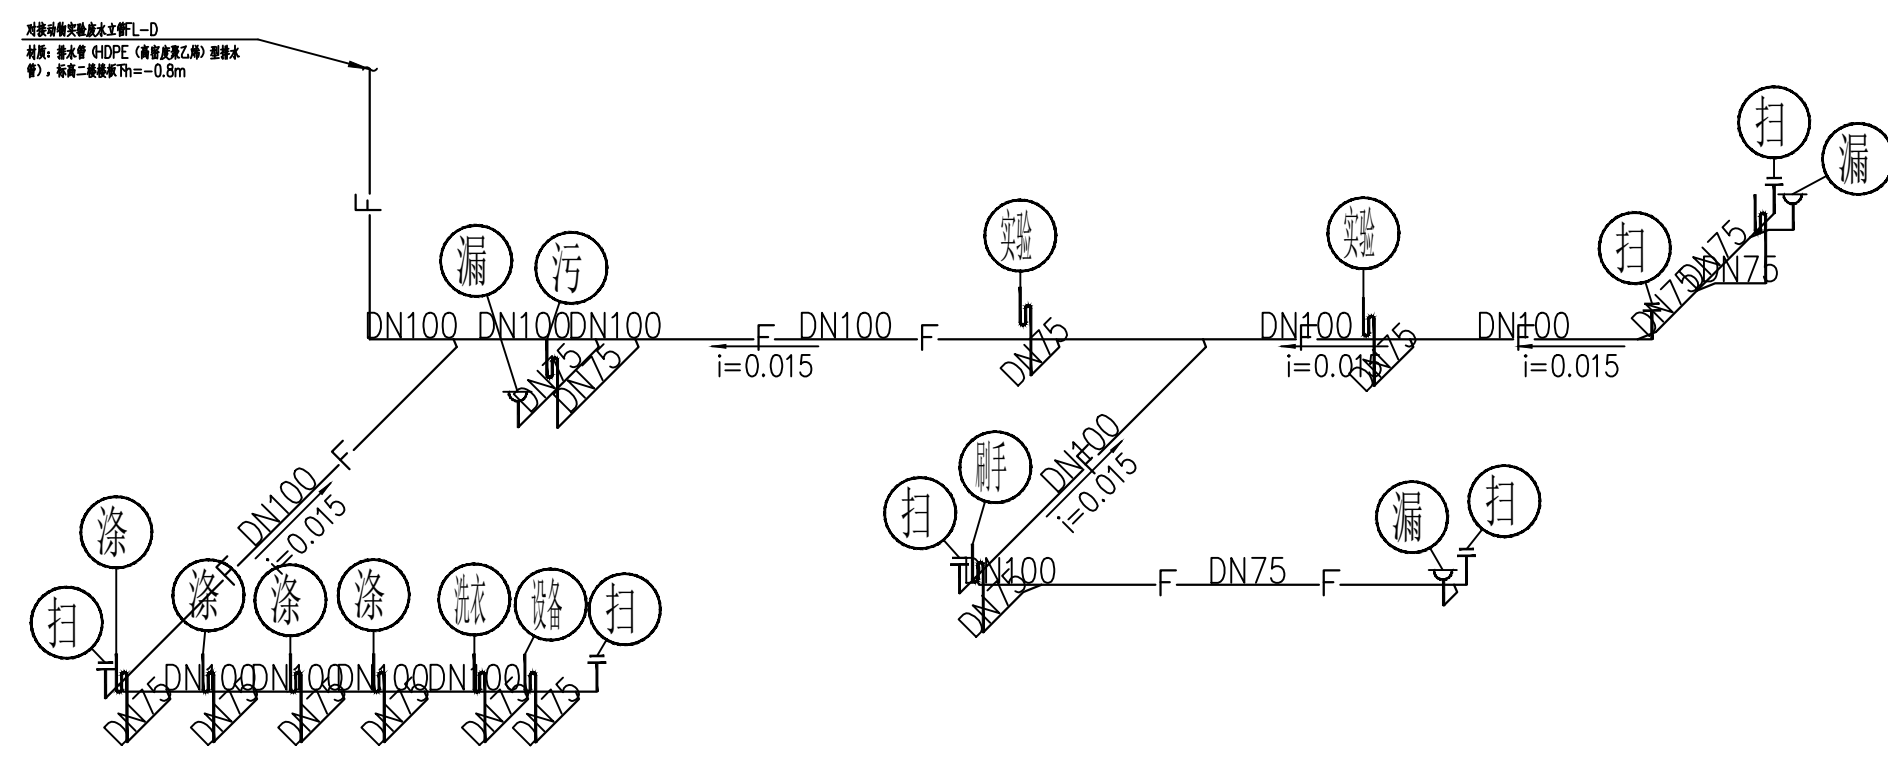 对接动物实验废水立管FL-D
材质：排水管（HDPE（高密度聚乙烯）型排水
管），标高二楼楼板下h=-0.8m
扫
漏
F
扫
实验
实验
漏
污
DN75
DN75
DN75
DN100
DN100
DN100
F
DN100
F
DN100
F
DN100
F
i=0.015
i=0.015
i=0.015
DN75
DN75
DN75
DN75
刷手
扫
DN100
F
i=0.015
漏
扫
F
DN100
i=0.015
F
DN100
F
DN75
F
DN75
涤
扫
涤
涤
涤
洗衣
设备
扫
DN100
DN100
DN100
DN100
DN75
DN75
DN75
DN75
DN75
DN75